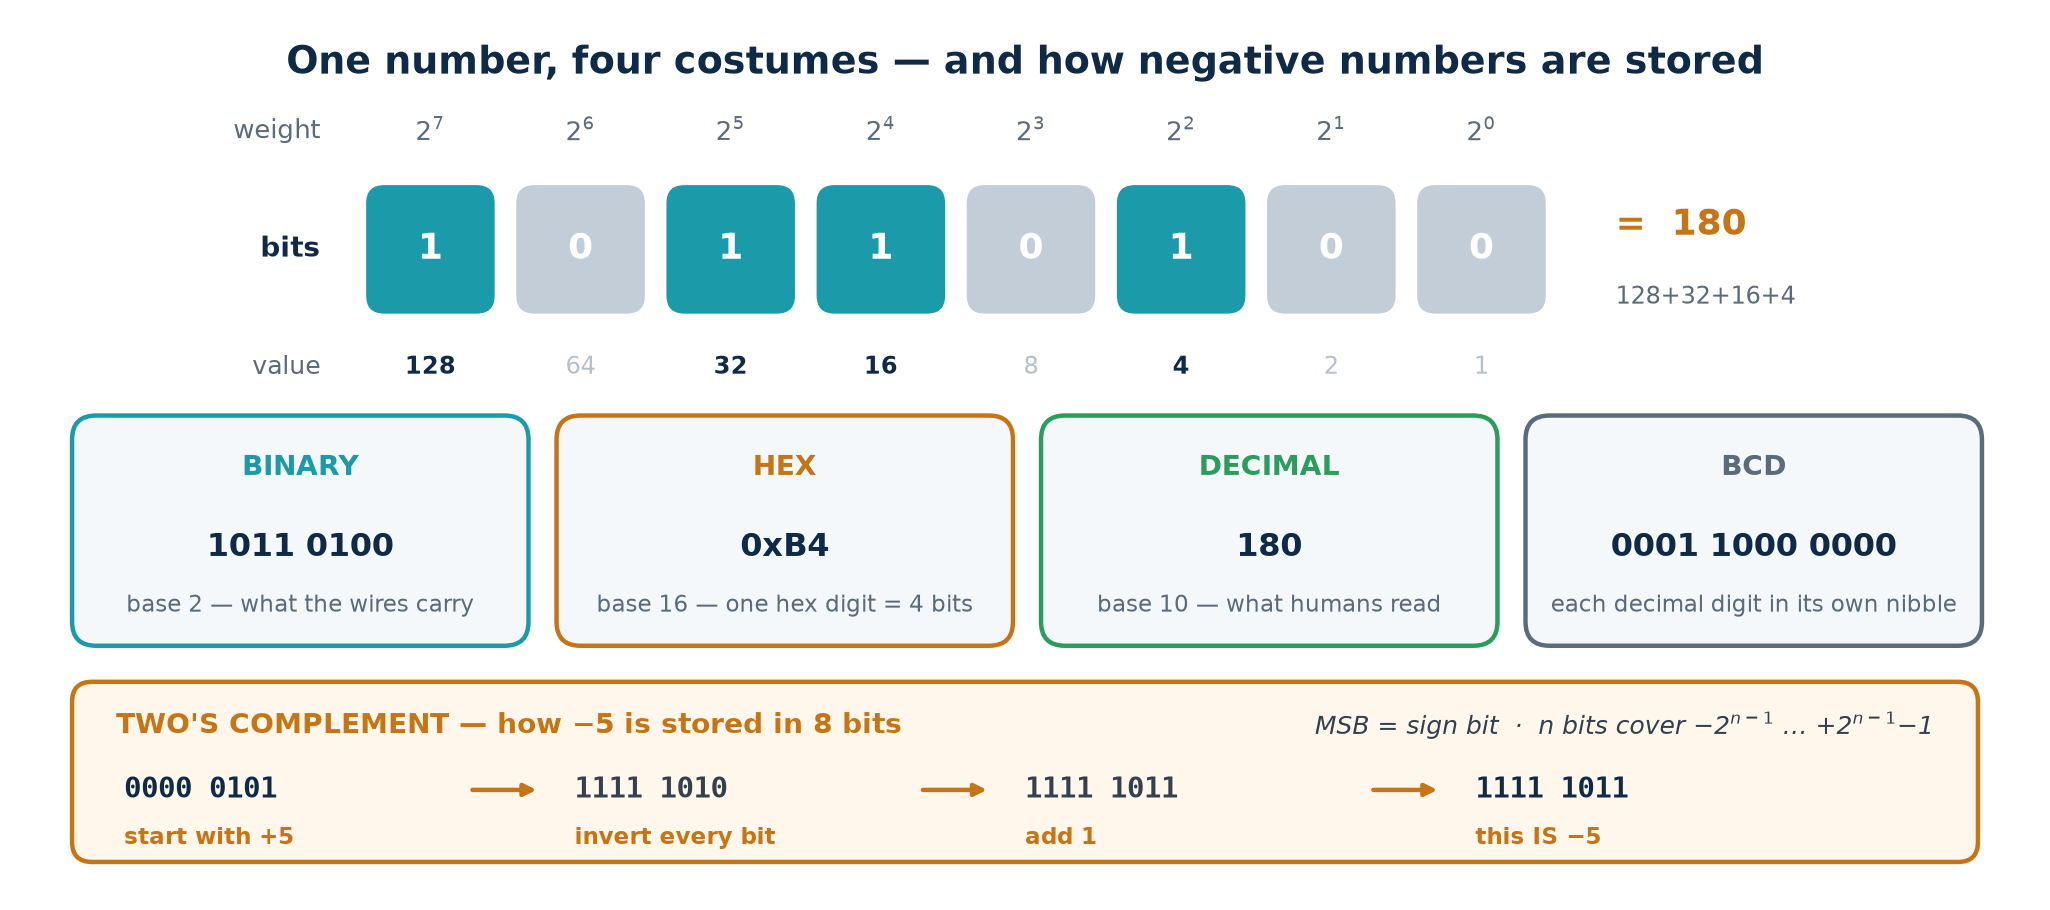 One number, four costumes — and how negative numbers are stored
weight 2⁷ 2⁶ 2⁵ 2⁴ 2³ 2² 2¹ 2⁰
bits 1 0 1 1 0 1 0 0 = 180
128+32+16+4
value 128 64 32 16 8 4 2 1
BINARY
1011 0100
base 2 — what the wires carry
HEX
0xB4
base 16 — one hex digit = 4 bits
DECIMAL
180
base 10 — what humans read
BCD
0001 1000 0000
each decimal digit in its own nibble
TWO'S COMPLEMENT — how −5 is stored in 8 bits
MSB = sign bit · n bits cover −2ⁿ⁻¹ … +2ⁿ⁻¹−1
0000 0101 → 1111 1010 → 1111 1011 → 1111 1011
start with +5 invert every bit add 1 this IS −5